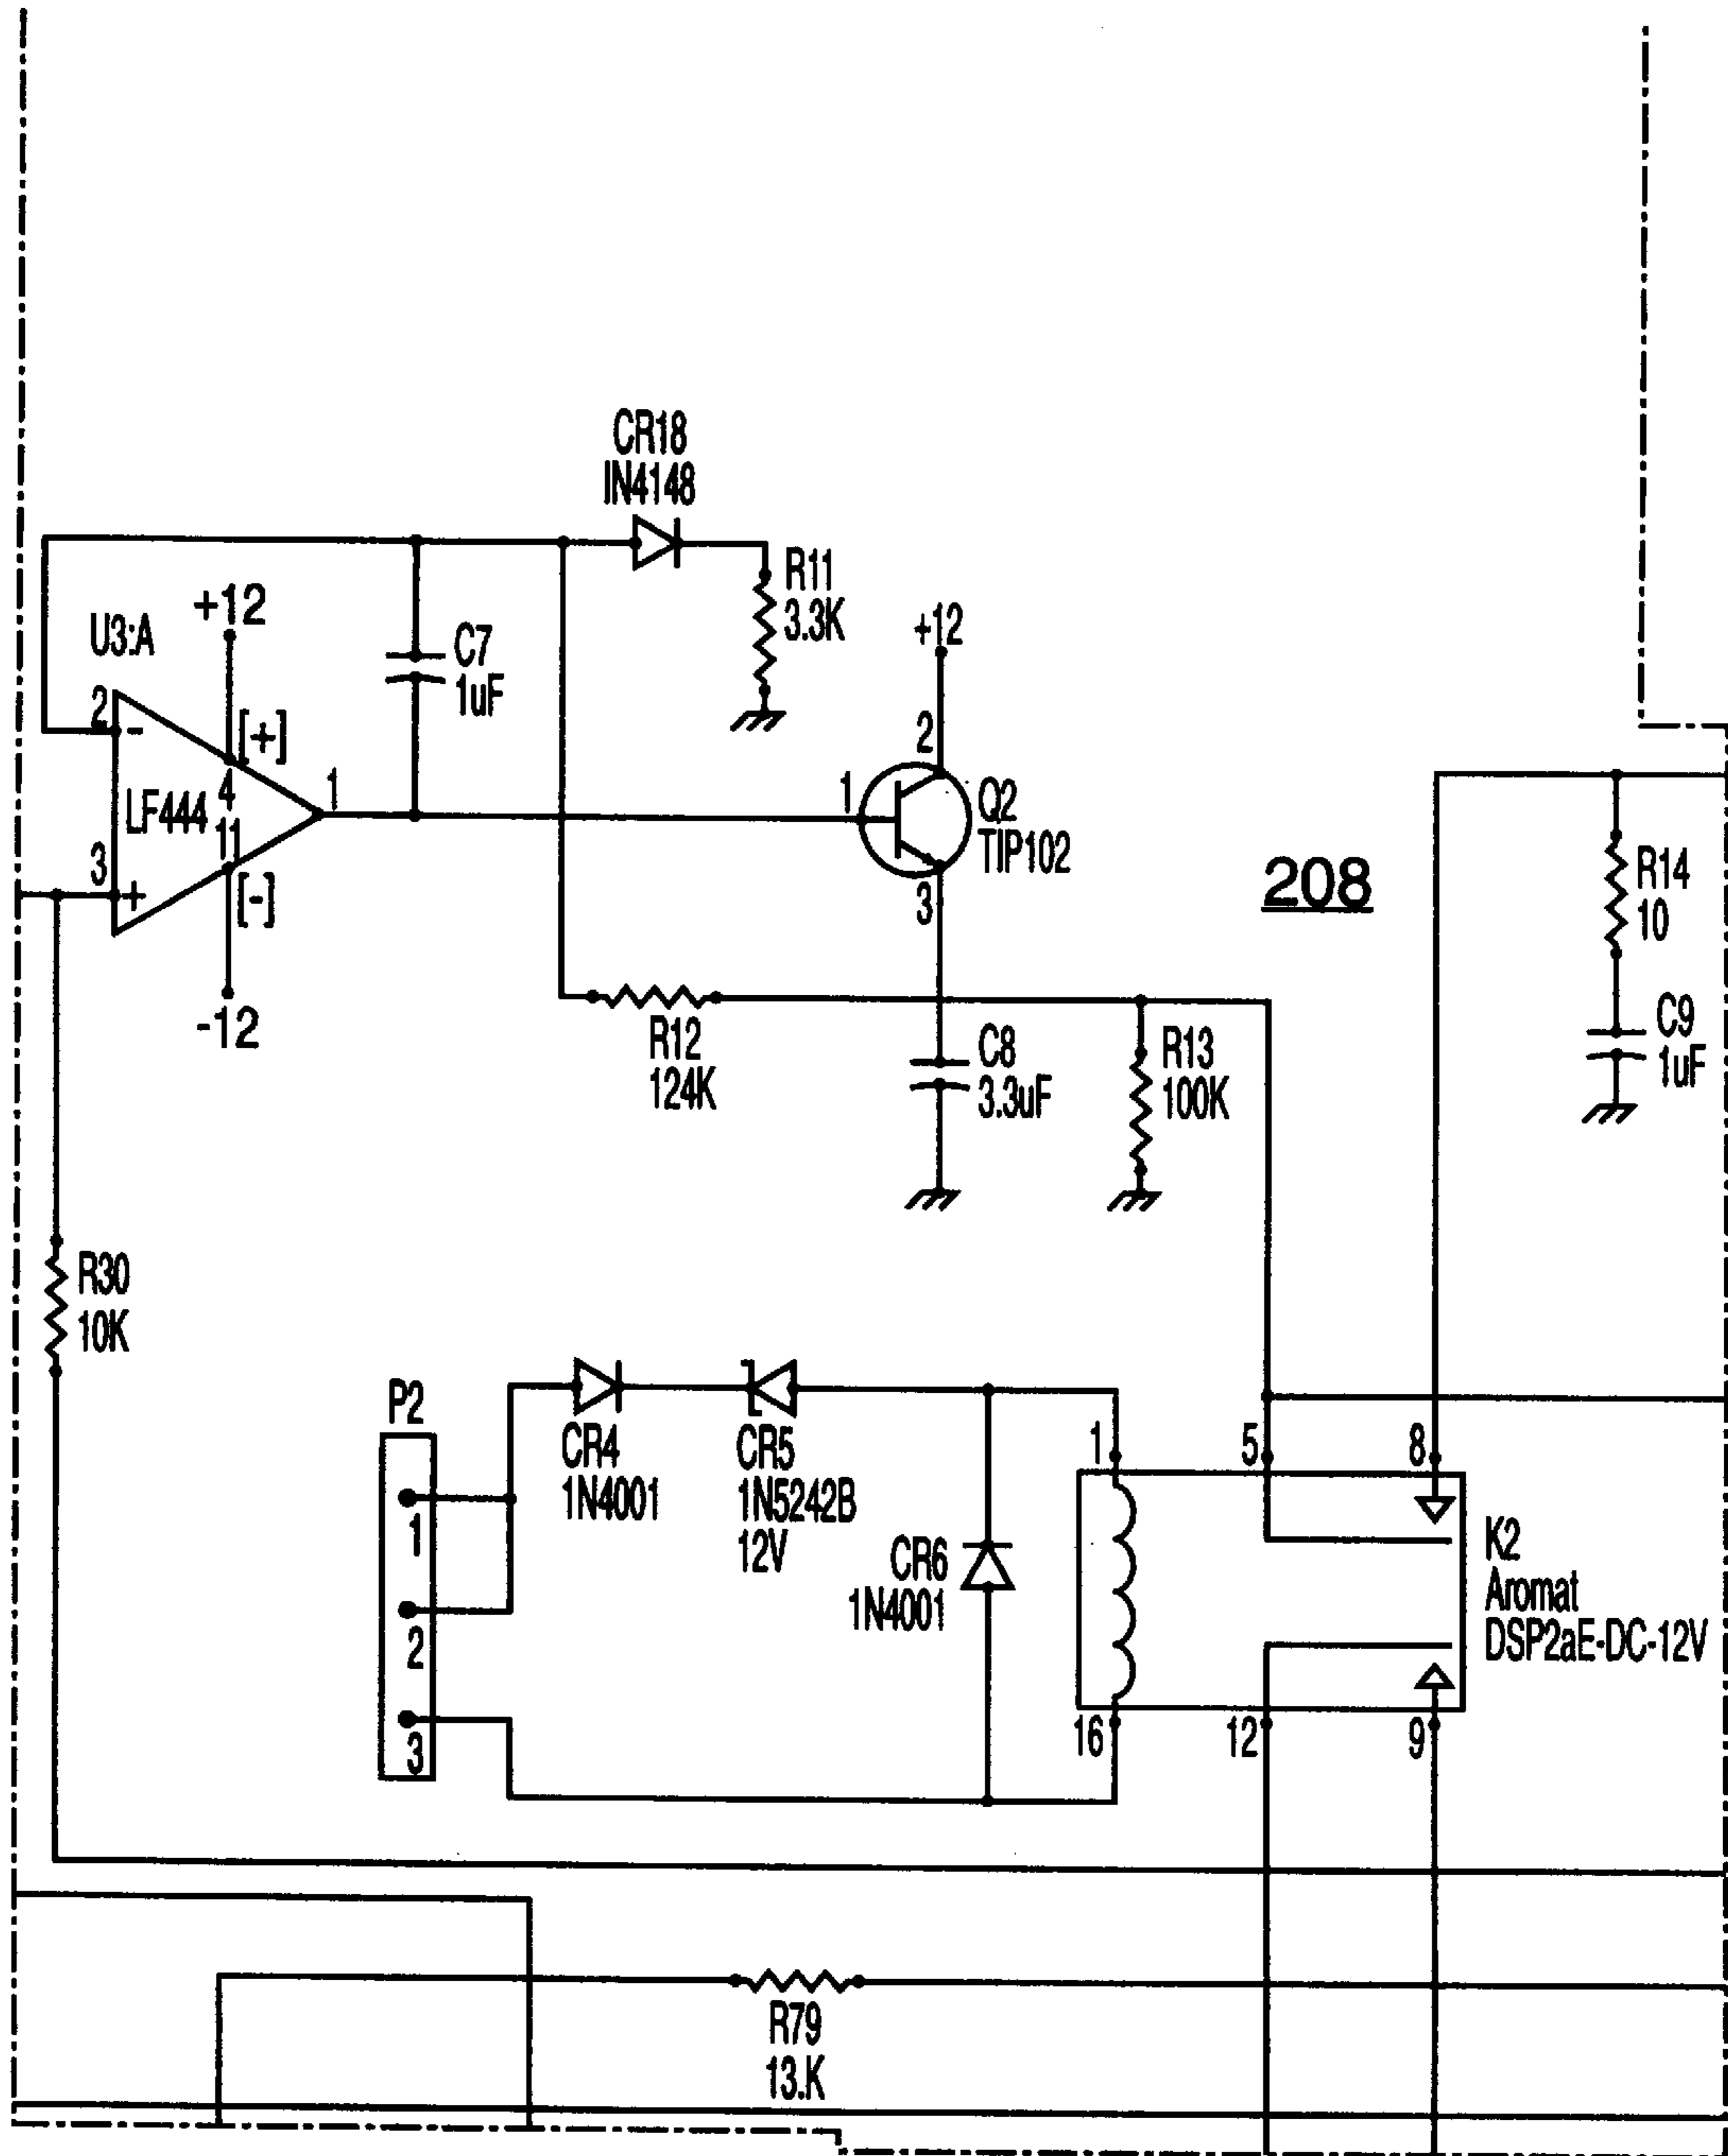 CR18
IN4148
R11
3.3K
+12
U3:A
C7
1uF
+12
2
-
[+]
4
LF444
1
11
3
+
[-]
-12
2
1
Q2
TIP102
3
208
R14
10
C9
1uF
R12
124K
C8
3.3uF
R13
100K
R30
10K
P2
1
2
3
CR4
1N4001
CR5
1N5242B
12V
CR6
1N4001
1
5
8
K2
Aromat
DSP2aE-DC-12V
16
12
9
R79
13.K